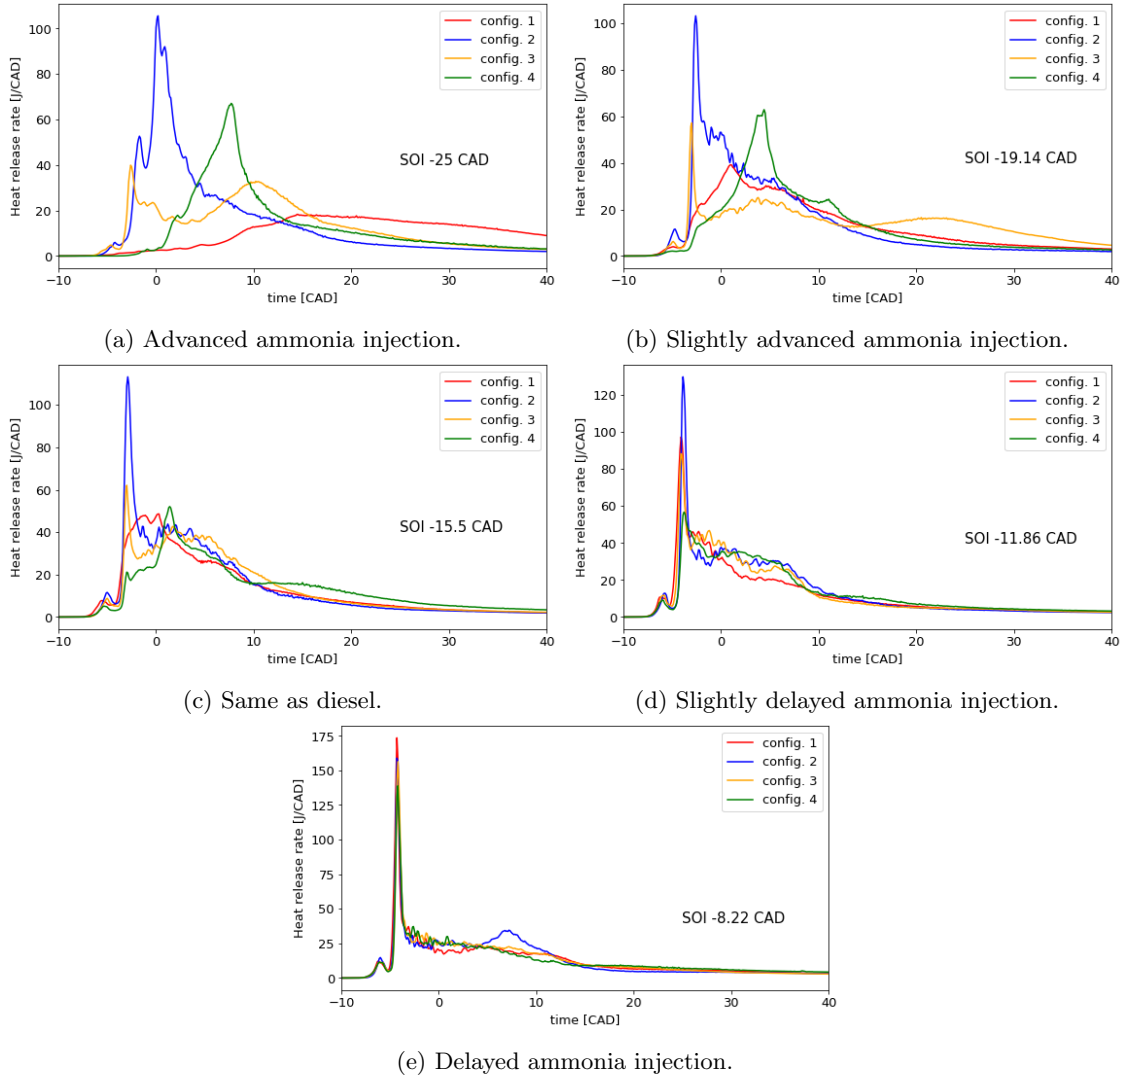 Heat release rate [J/CAD]
100
80
60
40
20
0
config. 1
config. 2
config. 3
config. 4
SOI -25 CAD
−10 0 10 20 30 40
time [CAD]
(a) Advanced ammonia injection.
Heat release rate [J/CAD]
100
80
60
40
20
0
config. 1
config. 2
config. 3
config. 4
SOI -19.14 CAD
−10 0 10 20 30 40
time [CAD]
(b) Slightly advanced ammonia injection.
Heat release rate [J/CAD]
100
80
60
40
20
0
config. 1
config. 2
config. 3
config. 4
SOI -15.5 CAD
−10 0 10 20 30 40
time [CAD]
(c) Same as diesel.
Heat release rate [J/CAD]
120
100
80
60
40
20
0
config. 1
config. 2
config. 3
config. 4
SOI -11.86 CAD
−10 0 10 20 30 40
time [CAD]
(d) Slightly delayed ammonia injection.
Heat release rate [J/CAD]
175
150
125
100
75
50
25
0
config. 1
config. 2
config. 3
config. 4
SOI -8.22 CAD
−10 0 10 20 30 40
time [CAD]
(e) Delayed ammonia injection.